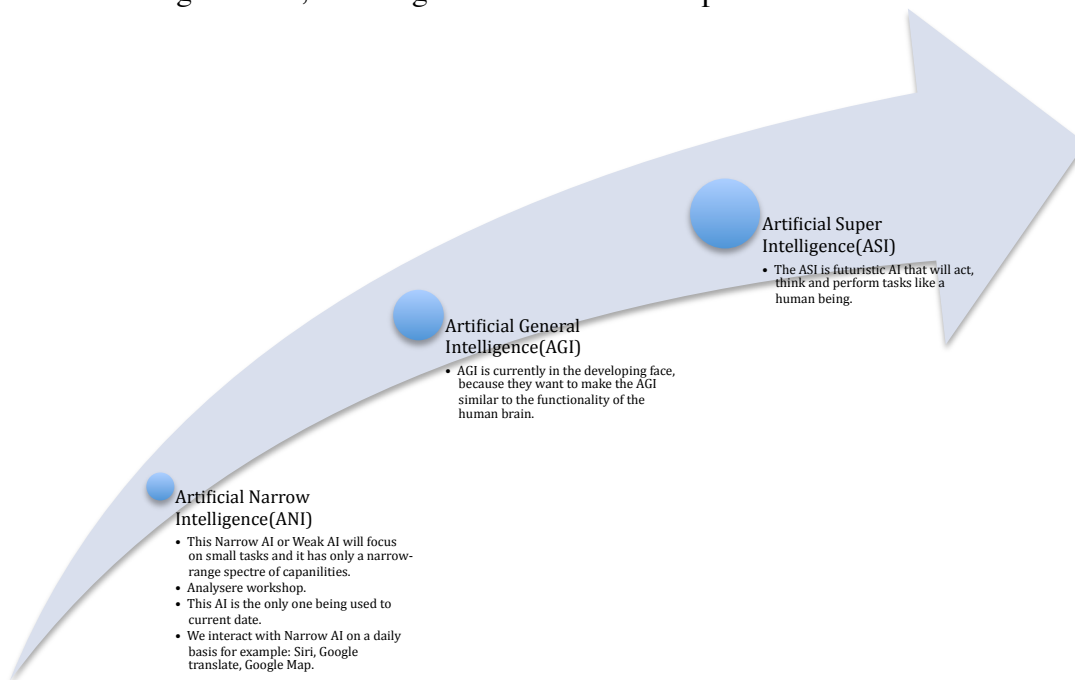 Artificial Super
Intelligence(ASI)
• The ASI is futuristic AI that will act,
think and perform tasks like a
human being.
Artificial General
Intelligence(AGI)
• AGI is currently in the developing face,
because they want to make the AGI
similar to the functionality of the
human brain.
Artificial Narrow
Intelligence(ANI)
• This Narrow AI or Weak AI will focus
on small tasks and it has only a narrow-
range spectre of capanilities.
• Analysere workshop.
• This AI is the only one being used to
current date.
• We interact with Narrow AI on a daily
basis for example: Siri, Google
translate, Google Map.